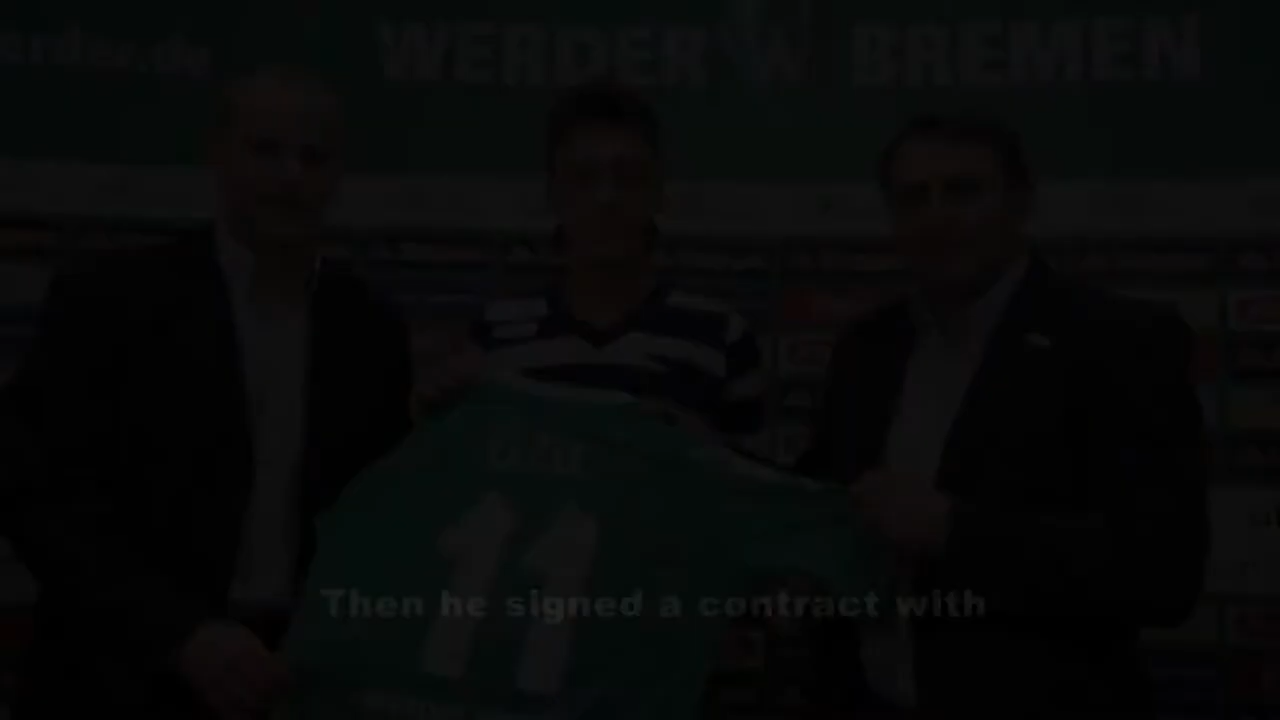 werder.de
WERDER W BREMEN
ÖZIL
11
Then he signed a contract with